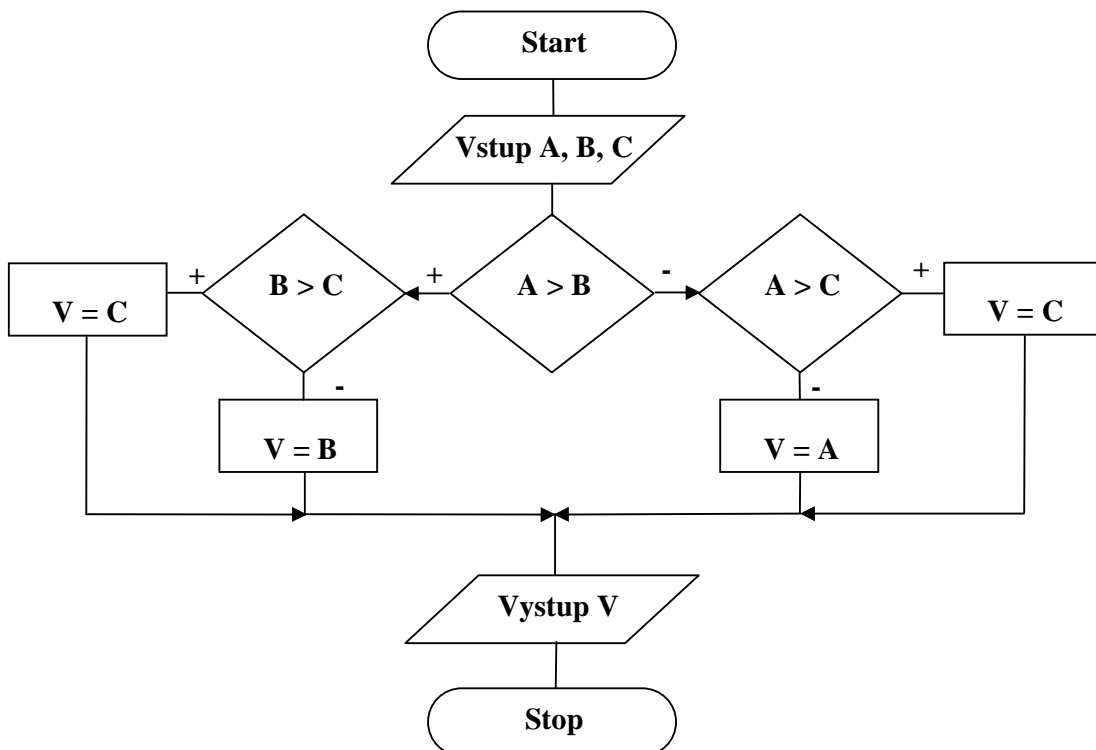 Start
Vstup A, B, C
+
B > C
+
A > B
-
A > C
+
V = C
V = C
-
-
V = B
V = A
Vystup V
Stop